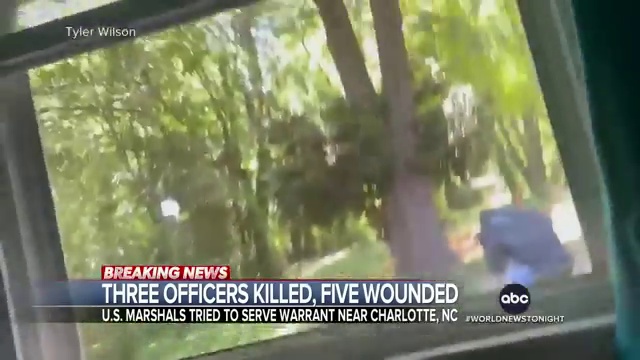 Tyler Wilson
BREAKING NEWS
THREE OFFICERS KILLED, FIVE WOUNDED
abc
U.S. MARSHALS TRIED TO SERVE WARRANT NEAR CHARLOTTE, NC
#WORLDNEWSTONIGHT